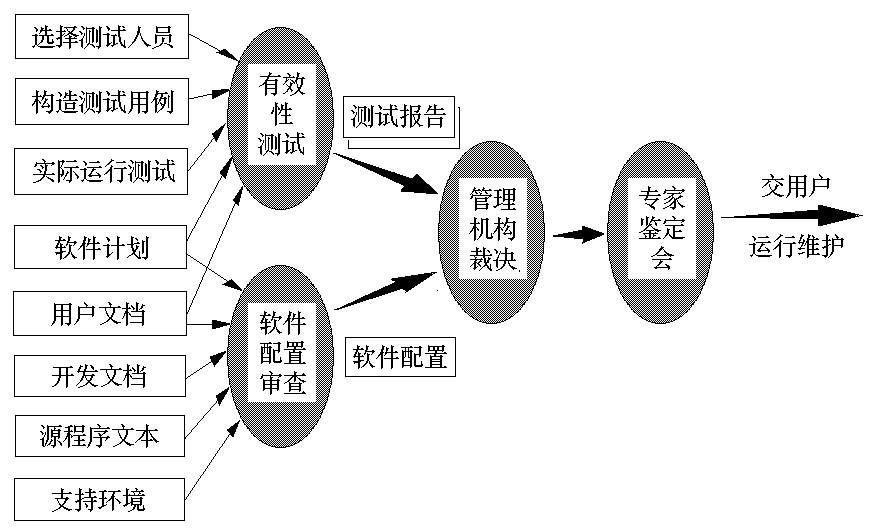 选择测试人员
构造测试用例
实际运行测试
软件计划
用户文档
开发文档
源程序文本
支持环境
有效
性
测试
软件
配置
审查
测试报告
软件配置
管理
机构
裁决
专家
鉴定
会
交用户
运行维护